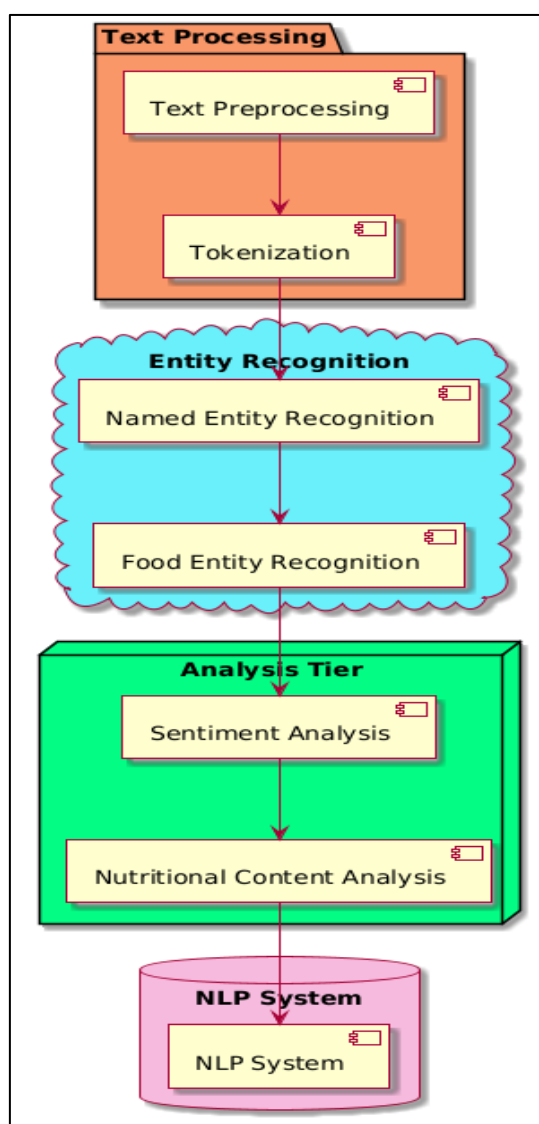 Text Processing
Text Preprocessing
Tokenization
Entity Recognition
Named Entity Recognition
Food Entity Recognition
Analysis Tier
Sentiment Analysis
Nutritional Content Analysis
NLP System
NLP System